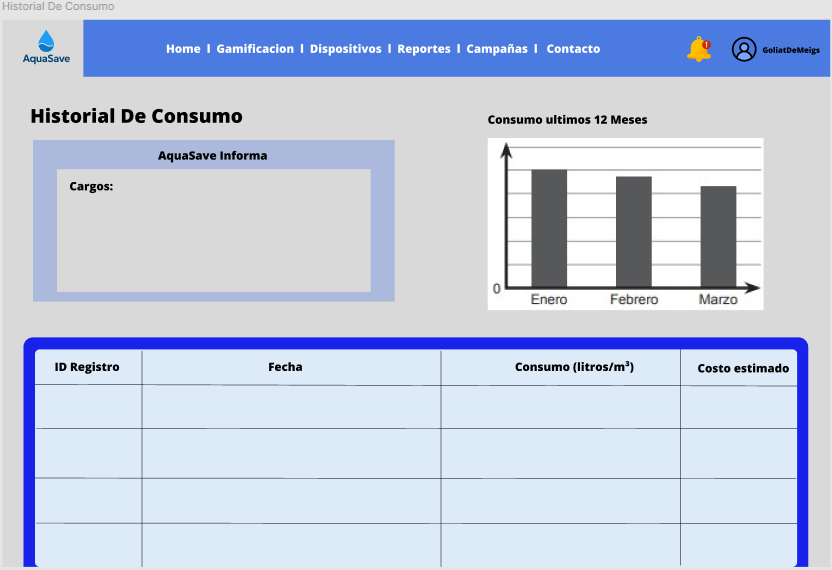 Historial De Consumo
AquaSave
Home I Gamificacion I Dispositivos I Reportes I Campañas I Contacto
!
GoliatDeMeigs
Historial De Consumo
AquaSave Informa
Cargos:
Consumo ultimos 12 Meses
0
Enero Febrero Marzo
ID Registro Fecha Consumo (litros/m³) Costo estimado